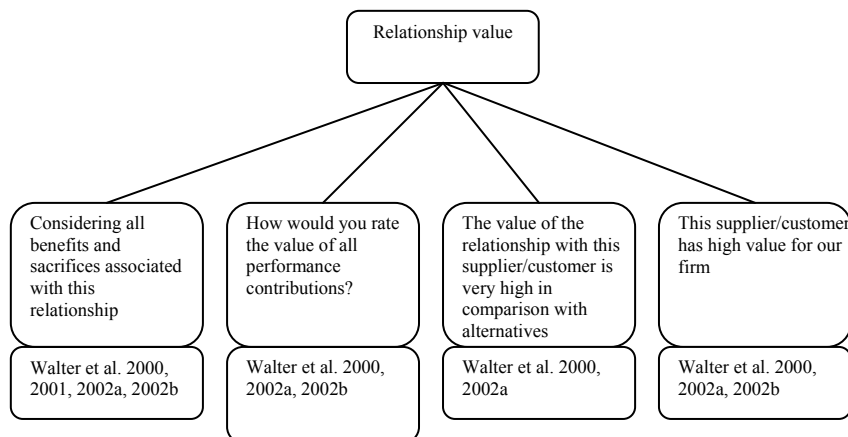 Relationship value
Considering all
benefits and
sacrifices associated
with this
relationship
Walter et al. 2000,
2001, 2002a, 2002b
How would you rate
the value of all
performance
contributions?
Walter et al. 2000,
2002a, 2002b
The value of the
relationship with this
supplier/customer is
very high in
comparison with
alternatives
Walter et al. 2000,
2002a
This supplier/customer
has high value for our
firm
Walter et al. 2000,
2002a, 2002b